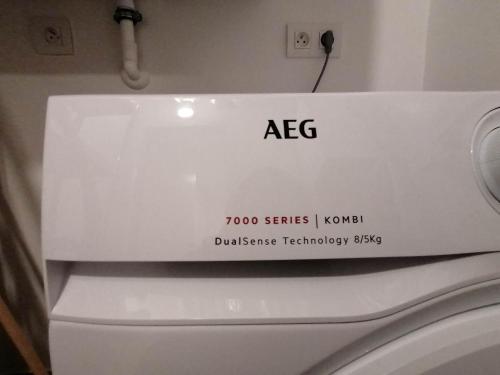 AEG
7000 SERIES | KOMBI
DualSense Technology 8/5Kg